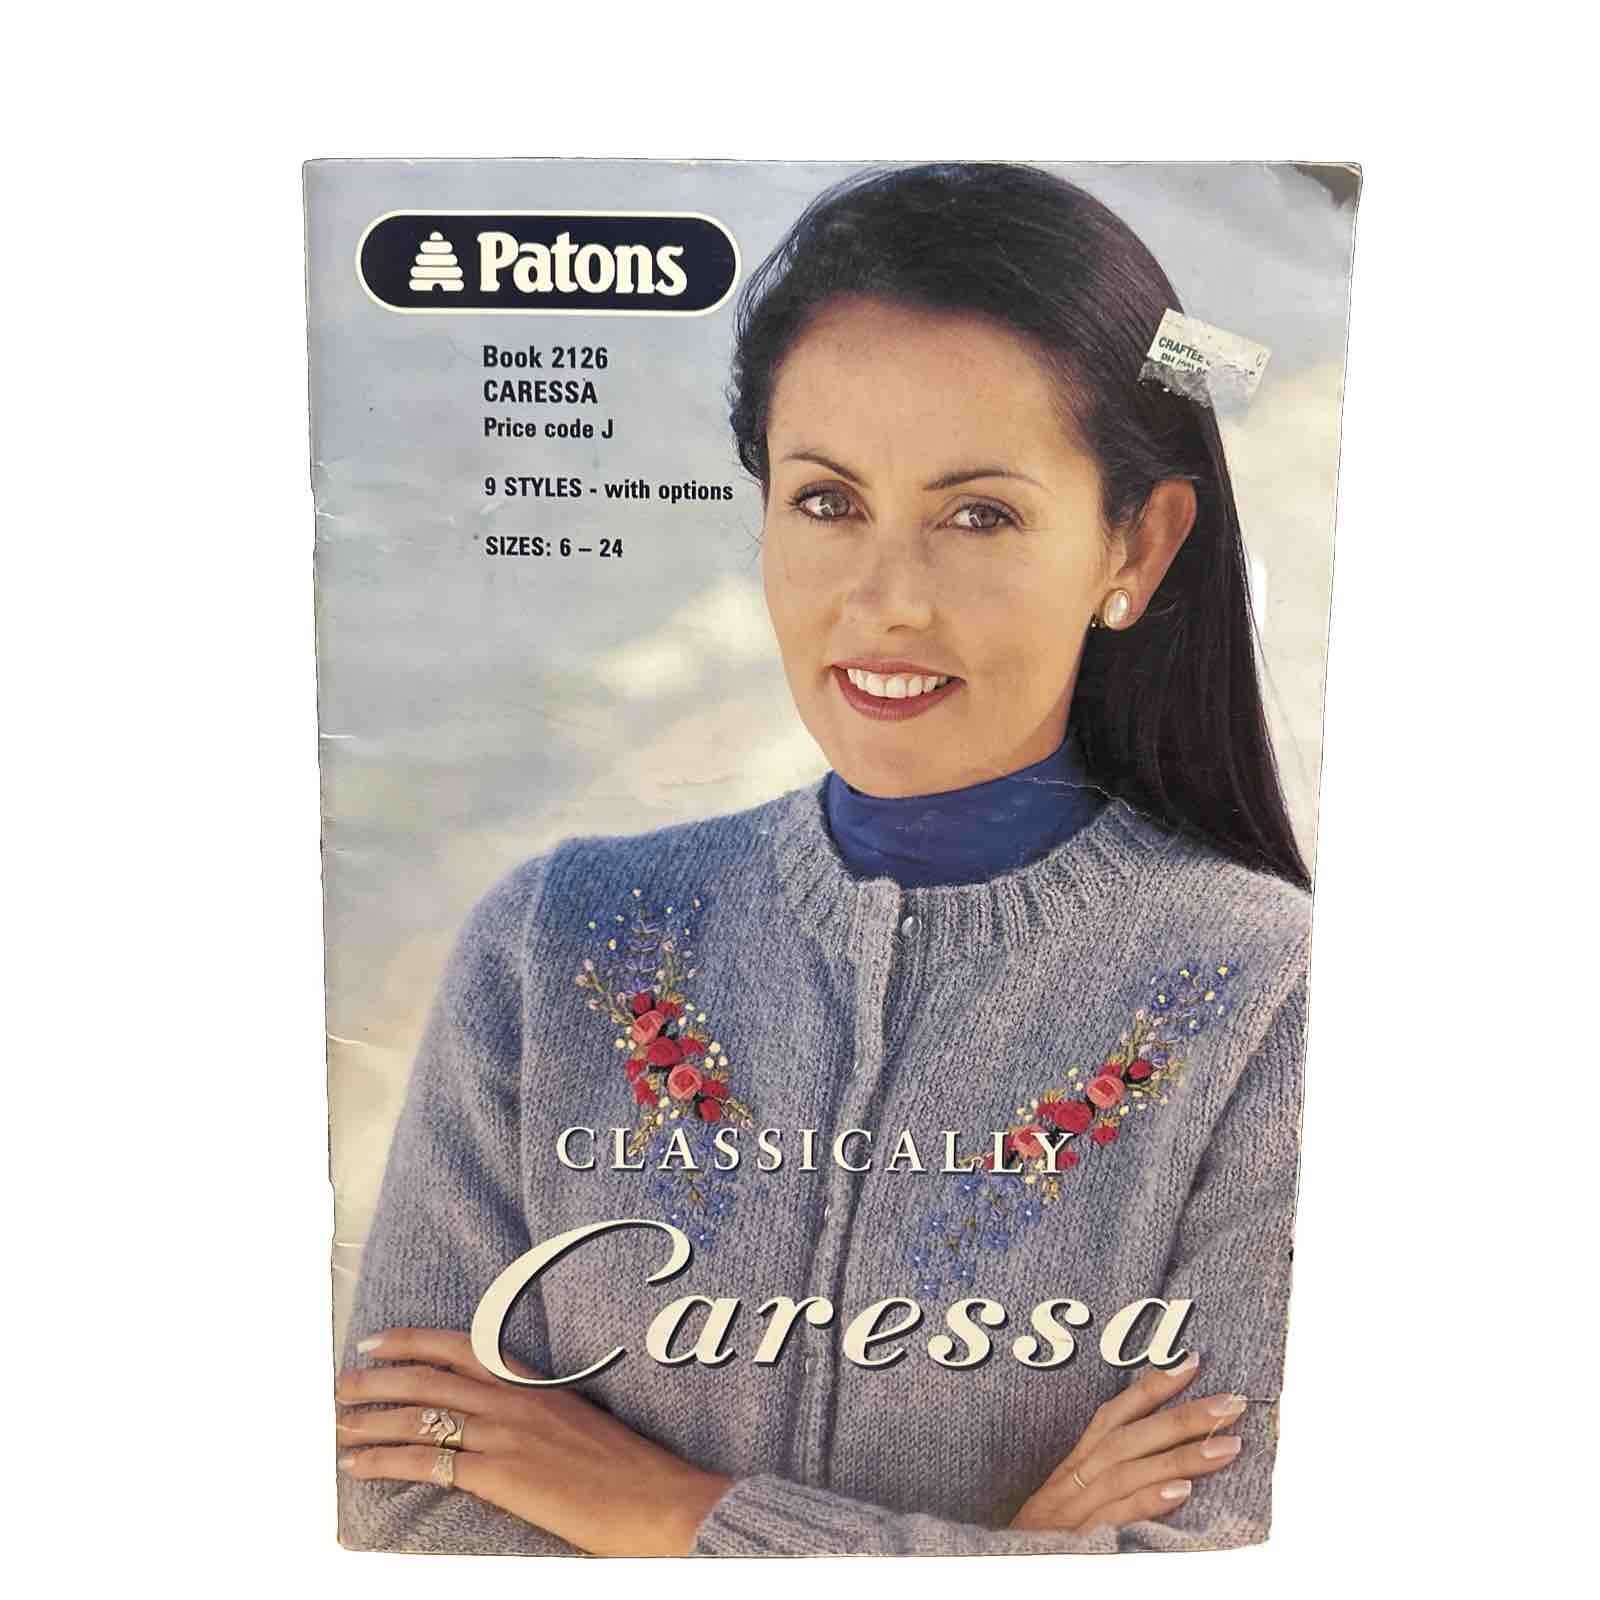 Patons
Book 2126
CARESSA
Price code J
9 STYLES - with options
SIZES: 6 – 24
CLASSICALLY
Caressa